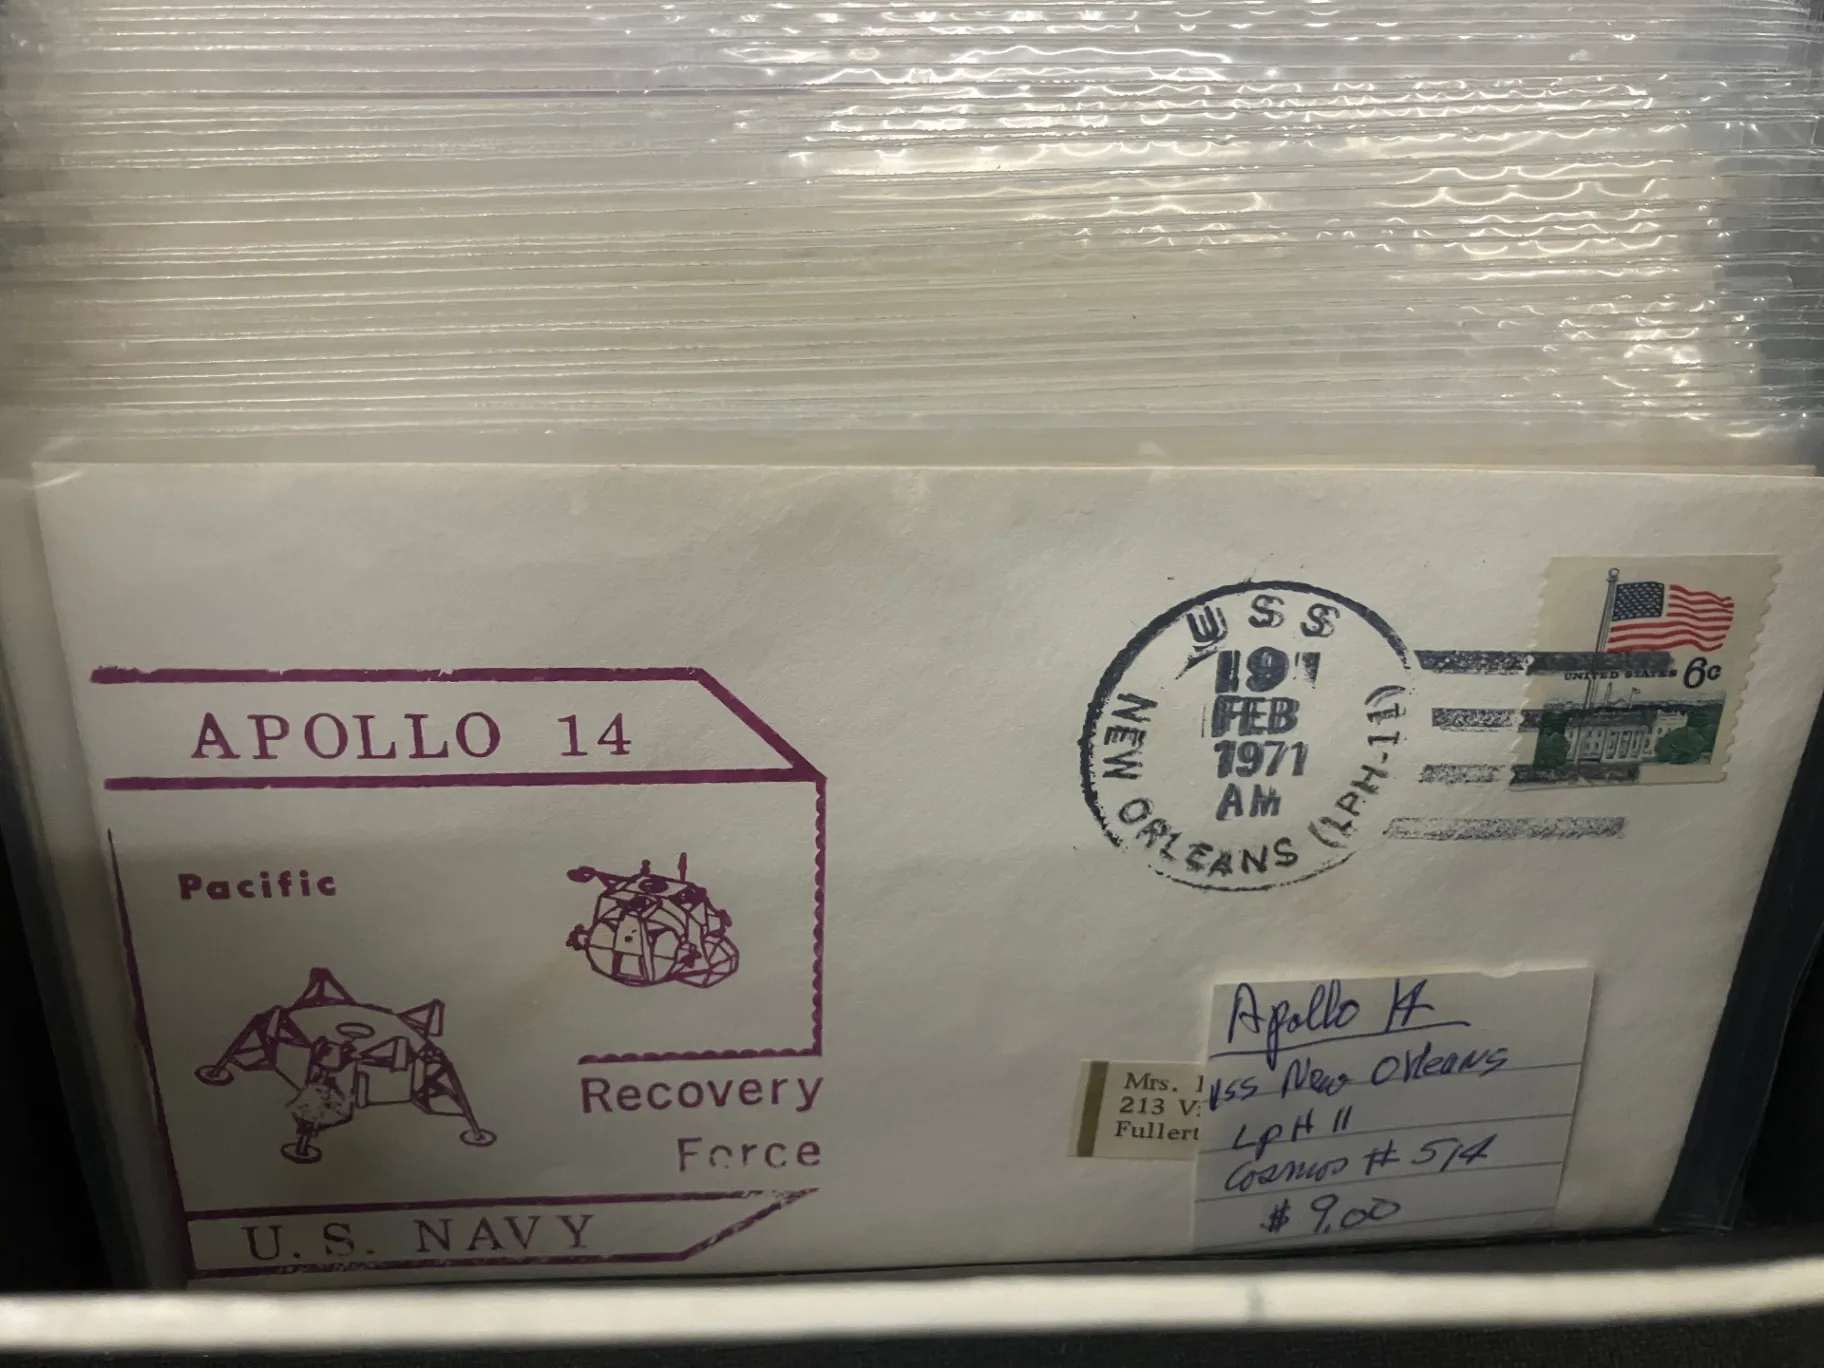 APOLLO 14
Pacific
Recovery
Force
U. S. NAVY
USS
NEW ORLEANS (LPH-11)
FEB
1971
AM
UNITED STATES 6c
Mrs.
213
Fullert
Apollo 14
USS New Orleans
LpH 11
Cosmos # 514
$ 9.00